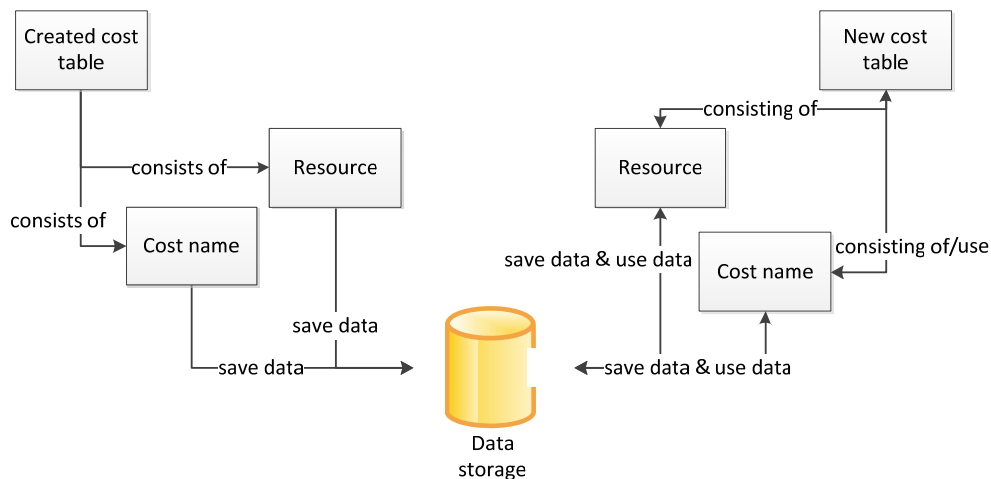 Created cost
table
New cost
table
consisting of
consists of
Resource
Resource
consists of
Cost name
consisting of/use
save data & use data
Cost name
save data
save data
save data & use data
Data
storage